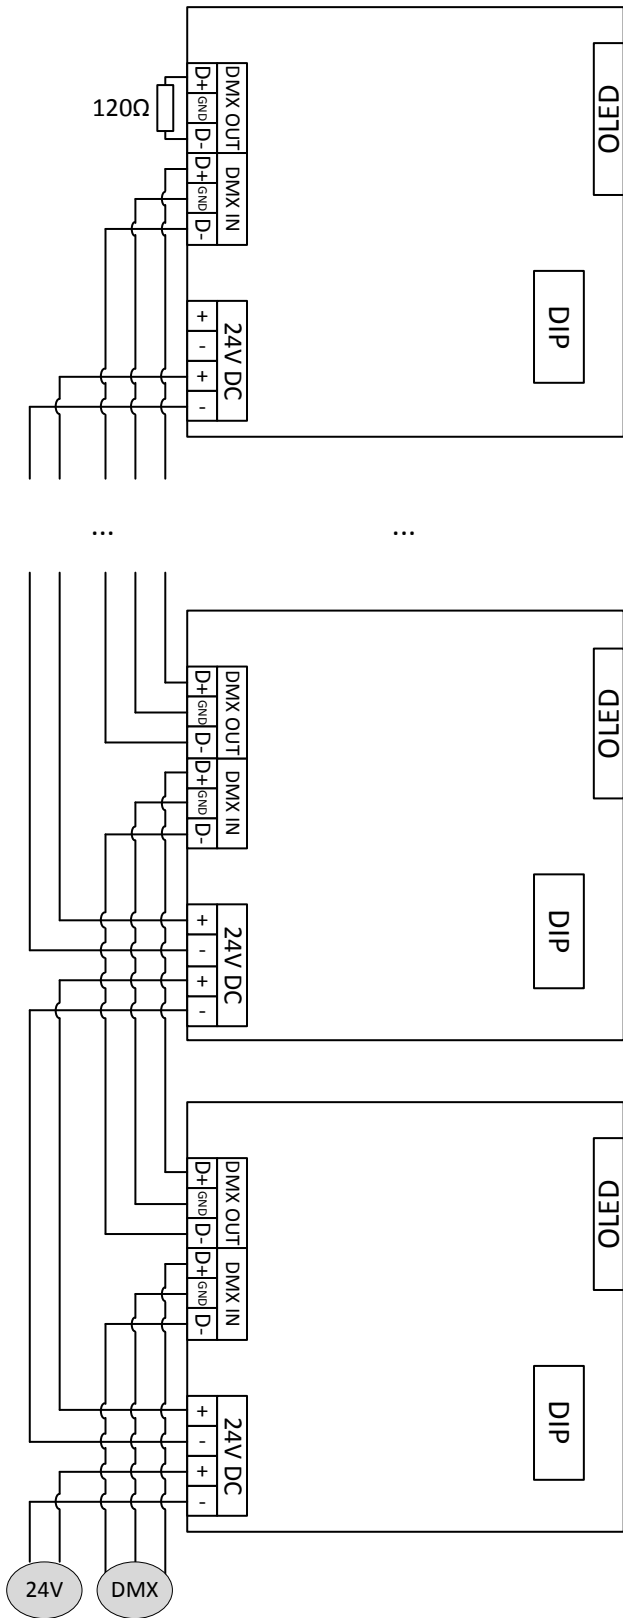 120Ω
D+
GND
D-
DMX OUT
D+
GND
D-
DMX IN
+
-
+
-
24V DC
OLED
DIP
...
...
D+
GND
D-
DMX OUT
D+
GND
D-
DMX IN
+
-
+
-
24V DC
OLED
DIP
D+
GND
D-
DMX OUT
D+
GND
D-
DMX IN
+
-
+
-
24V DC
OLED
DIP
24V
DMX